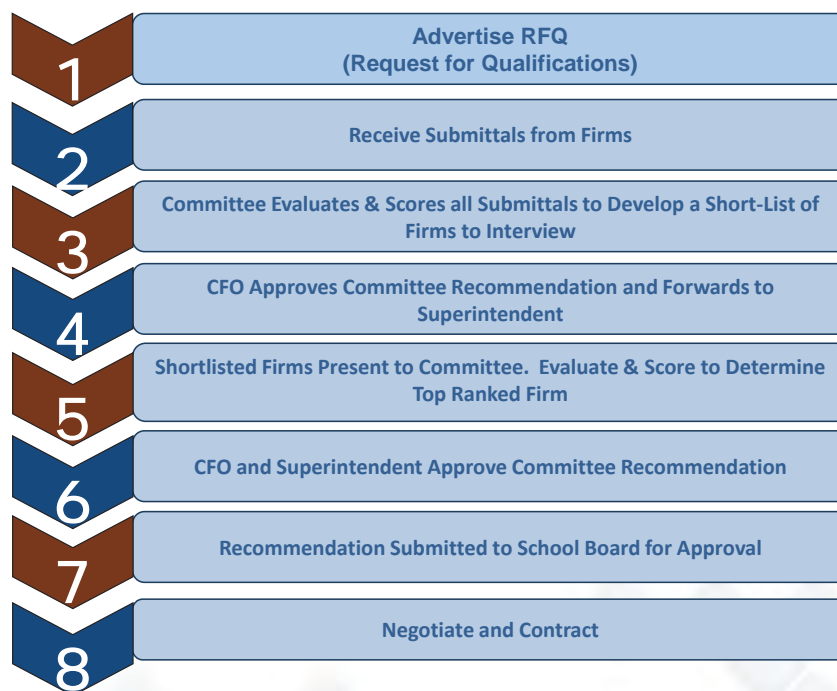 1
Advertise RFQ
(Request for Qualifications)
2
Receive Submittals from Firms
3
Committee Evaluates & Scores all Submittals to Develop a Short-List of
Firms to Interview
4
CFO Approves Committee Recommendation and Forwards to
Superintendent
5
Shortlisted Firms Present to Committee.  Evaluate & Score to Determine
Top Ranked Firm
6
CFO and Superintendent Approve Committee Recommendation
7
Recommendation Submitted to School Board for Approval
8
Negotiate and Contract